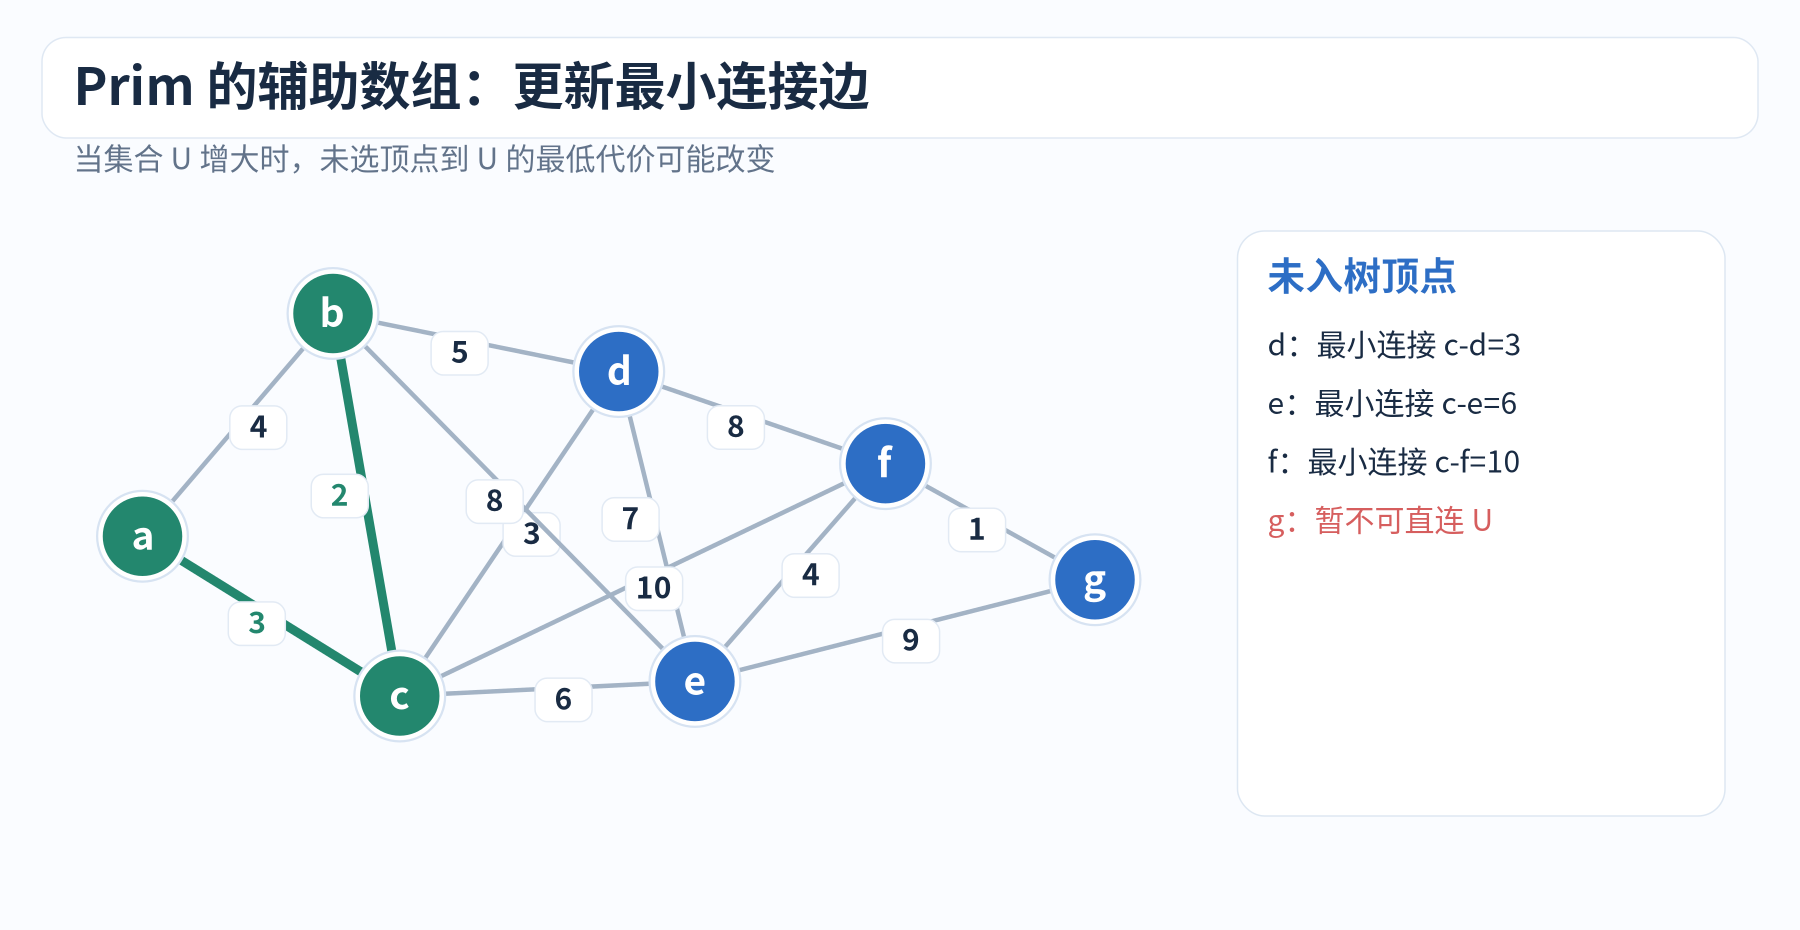 Prim 的辅助数组：更新最小连接边
当集合 U 增大时，未选顶点到 U 的最低代价可能改变
未入树顶点
d：最小连接 c-d=3
e：最小连接 c-e=6
f：最小连接 c-f=10
g：暂不可直连 U
b
5
d
4
8
f
2
8
3
7
1
a
10
4
g
3
9
c
6
e